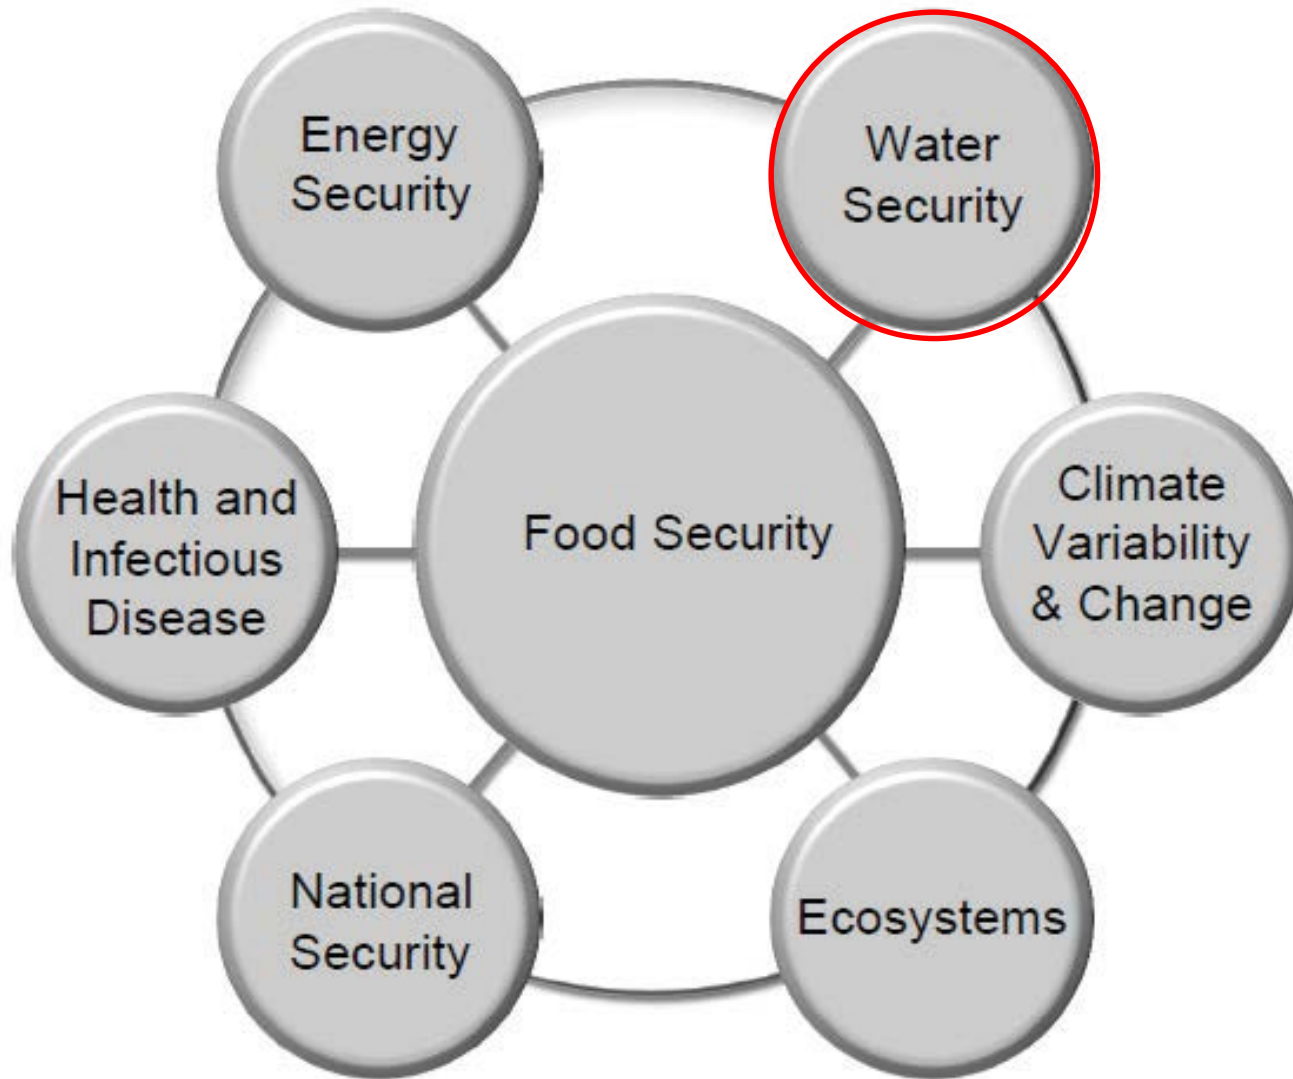 Energy
Security
Water
Security
Health and
Infectious
Disease
Food Security
Climate
Variability
& Change
National
Security
Ecosystems